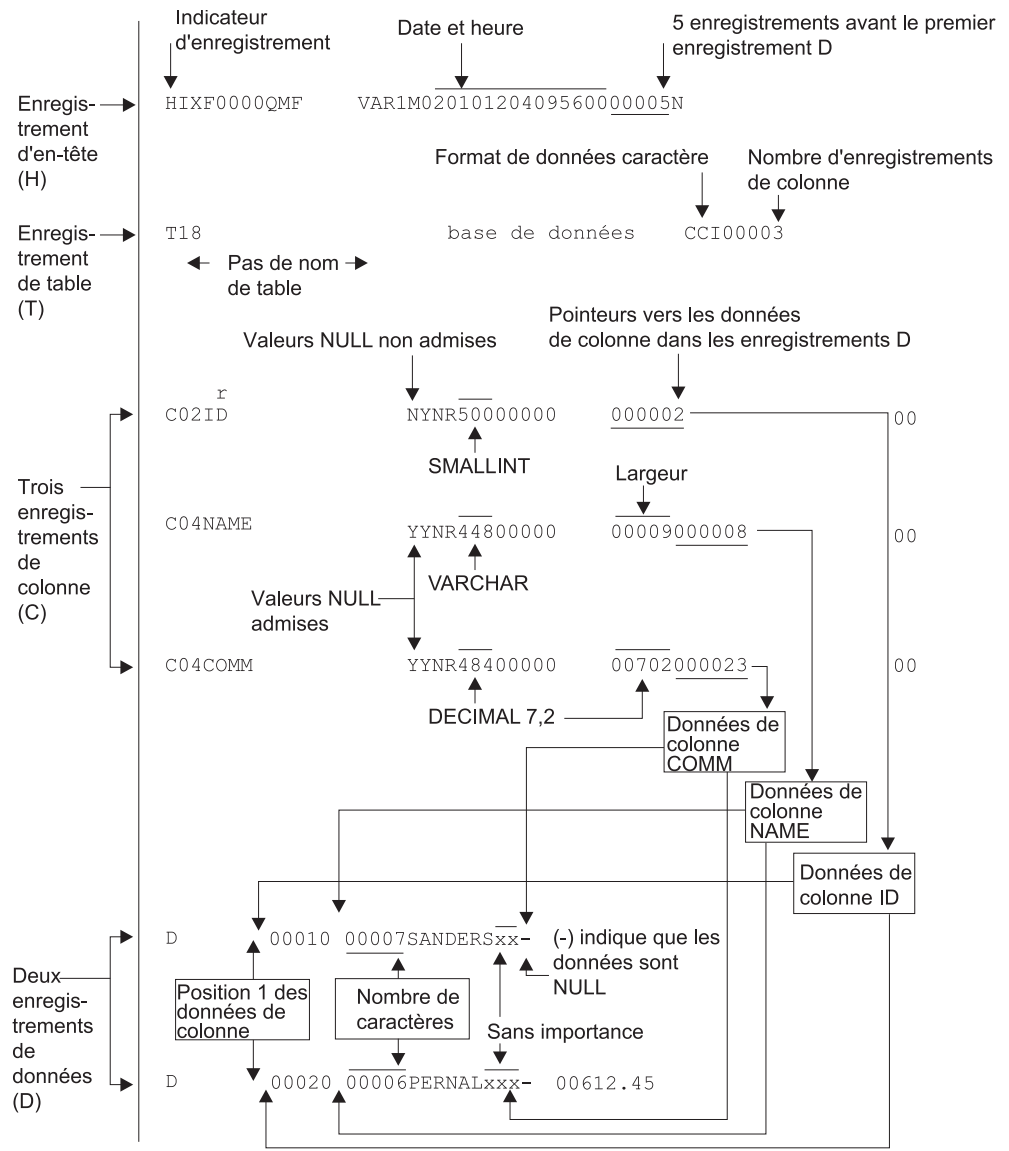 Indicateur
d'enregistrement
Date et heure
5 enregistrements avant le premier
enregistrement D
Enregis-
trement
d'en-tête
(H)
HIXF0000QMF VAR1M02010120409560000005N
Format de données caractère
Nombre d'enregistrements
de colonne
Enregis-
trement
de table
(T)
T18 base de données CCI00003
Pas de nom
de table
Pointeurs vers les données
de colonne dans les enregistrements D
Valeurs NULL non admises
r
C02ID NYNR50000000 000002 00
SMALLINT
Largeur
Trois
enregis-
trements
de
colonne
(C)
C04NAME YYNR44800000 00009000008 00
VARCHAR
Valeurs NULL
admises
C04COMM YYNR48400000 00702000023 00
DECIMAL 7,2
Données de
colonne
COMM
Données de
colonne
NAME
Données de
colonne ID
D 00010 00007SANDERSxx-
(-) indique que les
données sont
NULL
Deux
enregis-
trements
de
données
(D)
Position 1 des
données de
colonne
Nombre de
caractères
Sans importance
D 00020 00006PERNALxxx- 00612.45